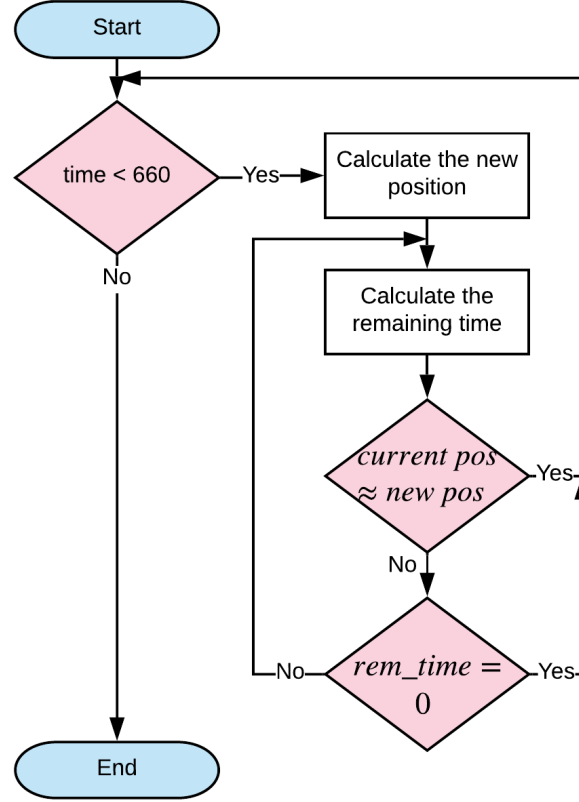 Start
time < 660
Yes
Calculate the new
position
No
Calculate the
remaining time
current pos
≈ new pos
Yes
No
rem_time =
0
No
Yes
End